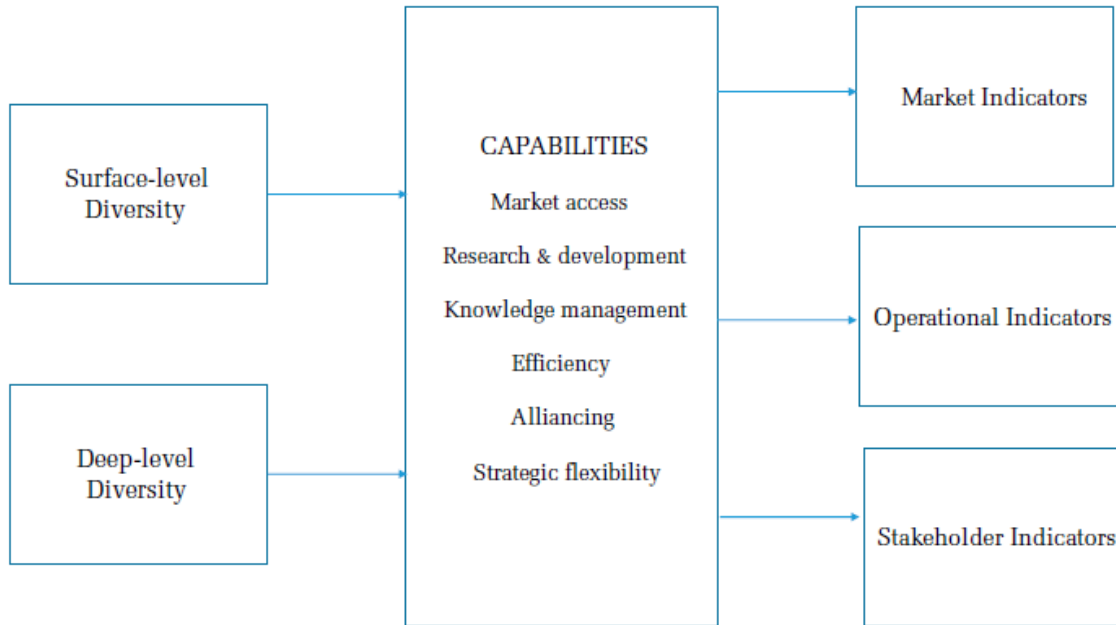 Surface-level
Diversity
Deep-level
Diversity
CAPABILITIES
Market access
Research & development
Knowledge management
Efficiency
Alliancing
Strategic flexibility
Market Indicators
Operational Indicators
Stakeholder Indicators